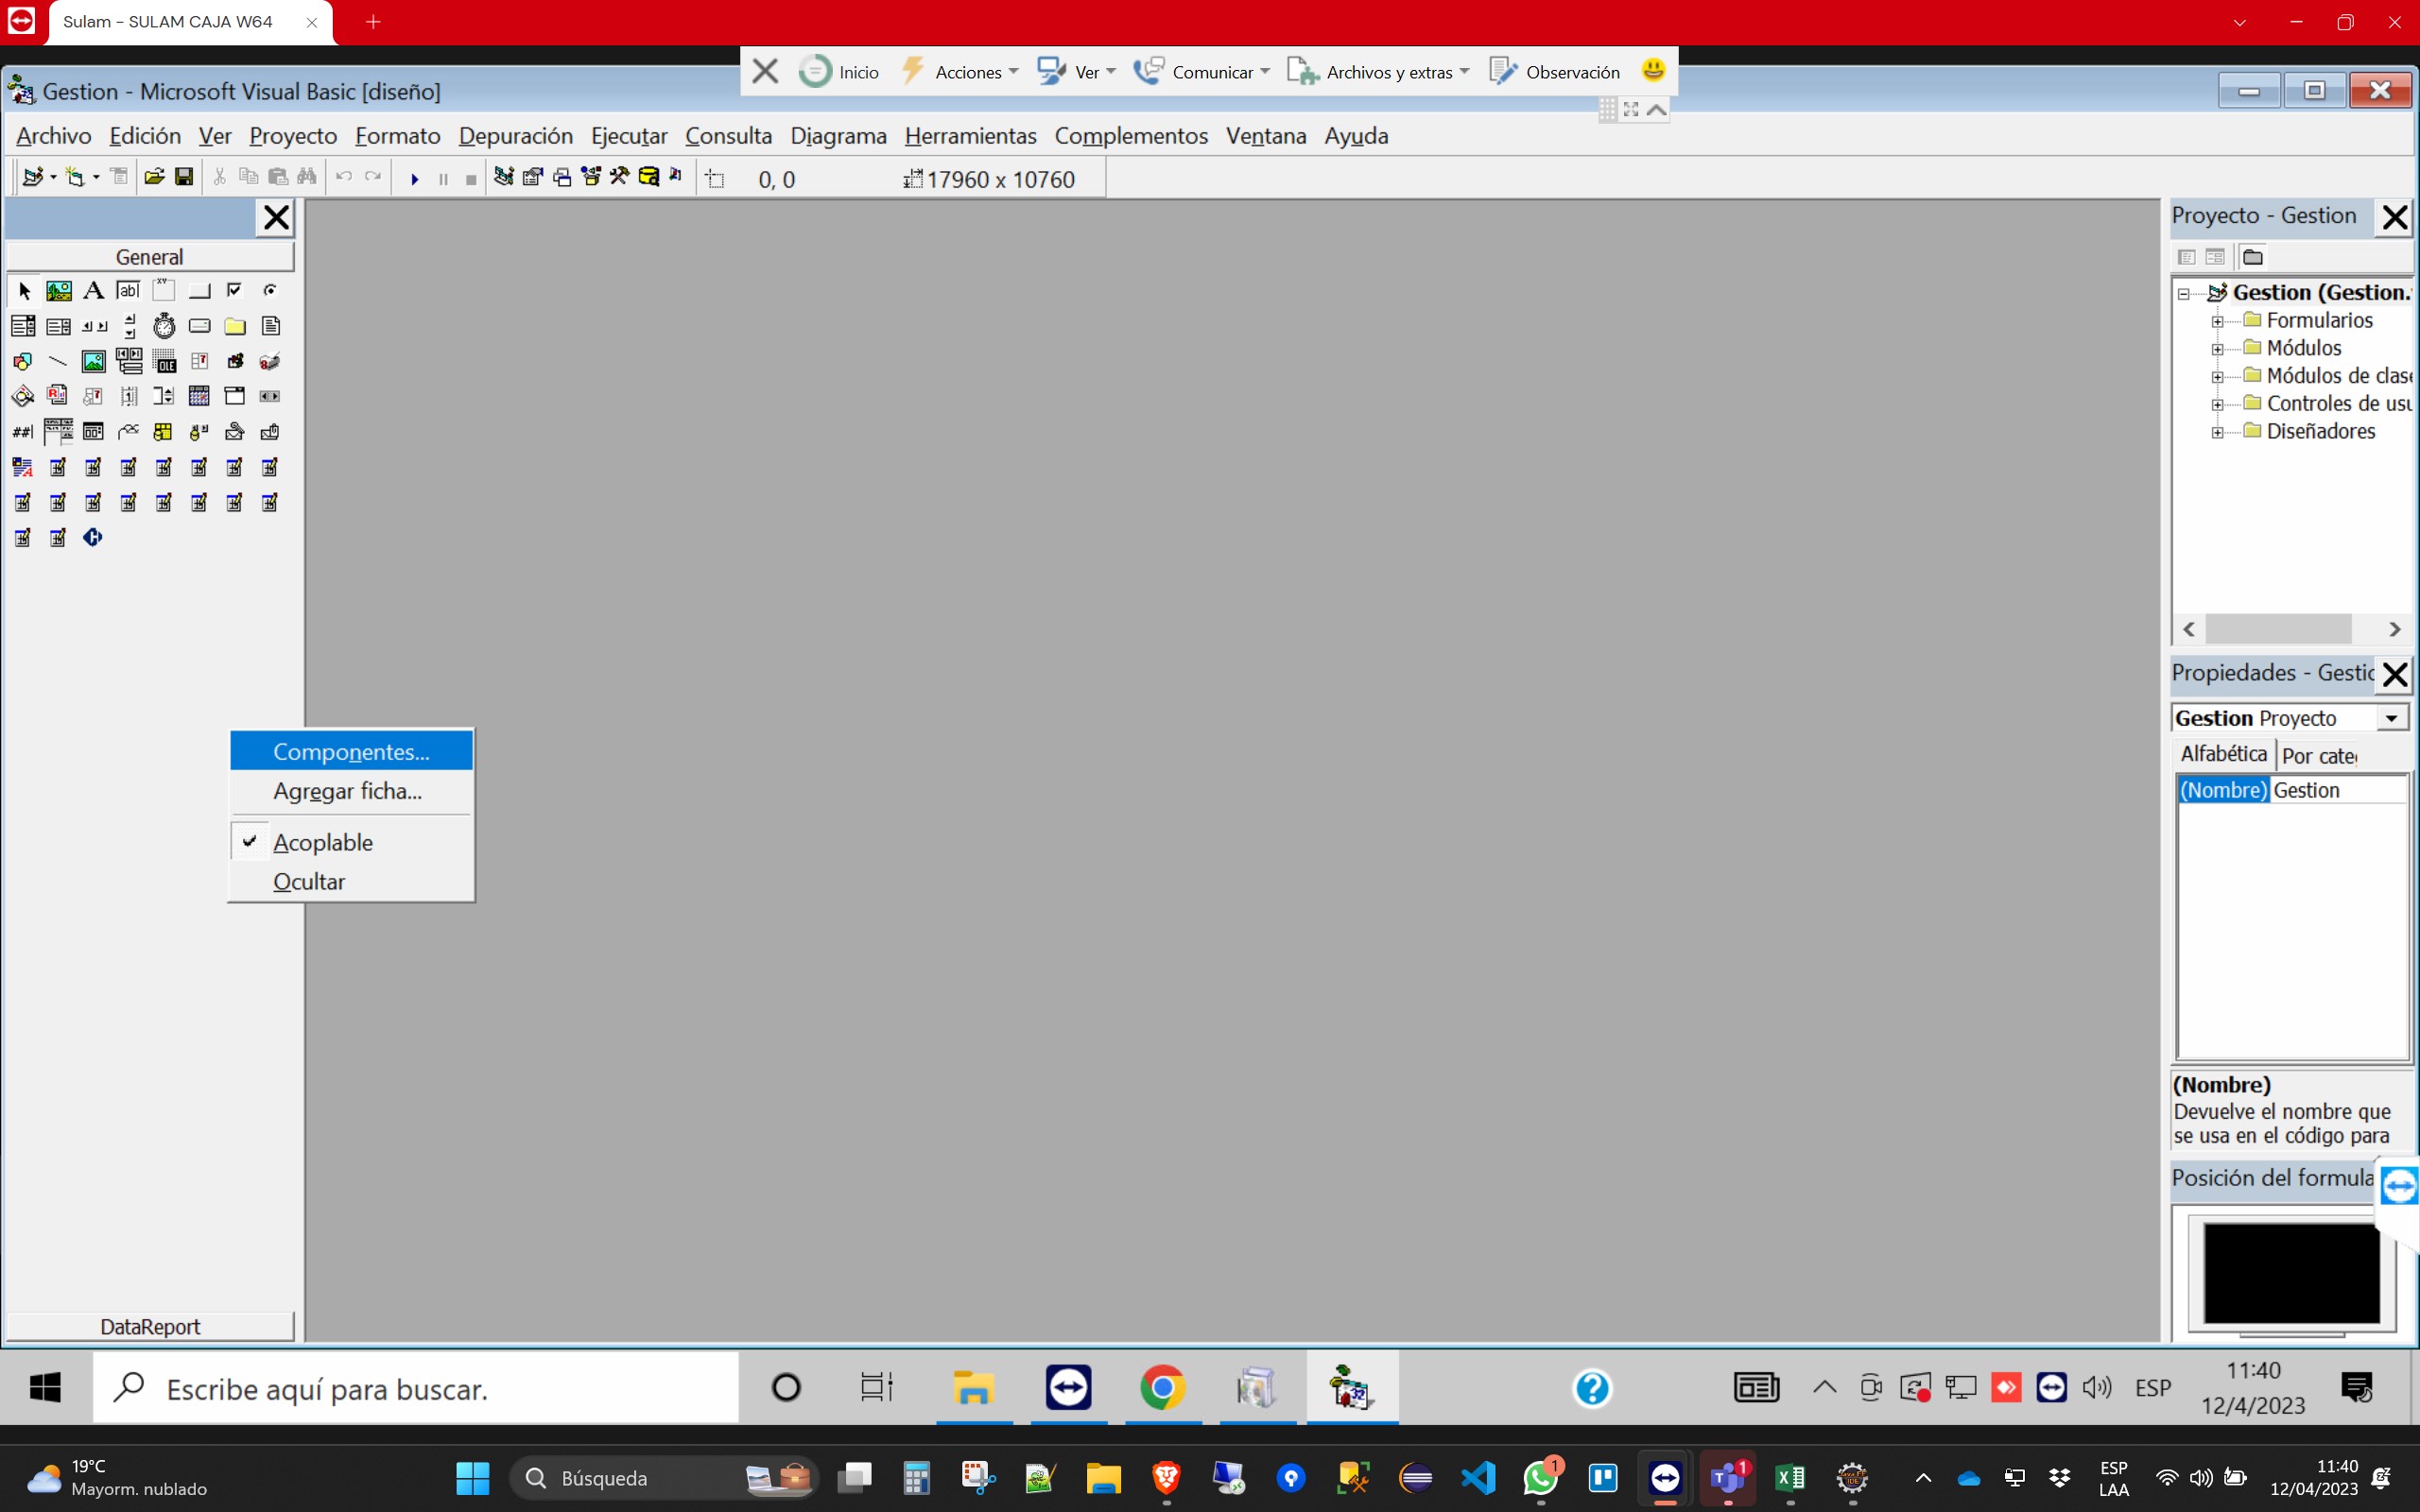 Sulam - SULAM CAJA W64
Inicio
Acciones
Ver
Comunicar
Archivos y extras
Observación
Gestion - Microsoft Visual Basic [diseño]
Archivo Edición Ver Proyecto Formato Depuración Ejecutar Consulta Diagrama Herramientas Complementos Ventana Ayuda
0, 0
17960 x 10760
General
Componentes...
Agregar ficha...
Acoplable
Ocultar
DataReport
Proyecto - Gestion
Gestion (Gestion.
Formularios
Módulos
Módulos de clase
Controles de usu
Diseñadores
Propiedades - Gestio
Gestion Proyecto
Alfabética
Por cate
(Nombre) Gestion
(Nombre)
Devuelve el nombre que
se usa en el código para
Posición del formula
Escribe aquí para buscar.
ESP
11:40
12/4/2023
19°C
Mayorm. nublado
Búsqueda
1
1
ESP
LAA
11:40
12/04/2023